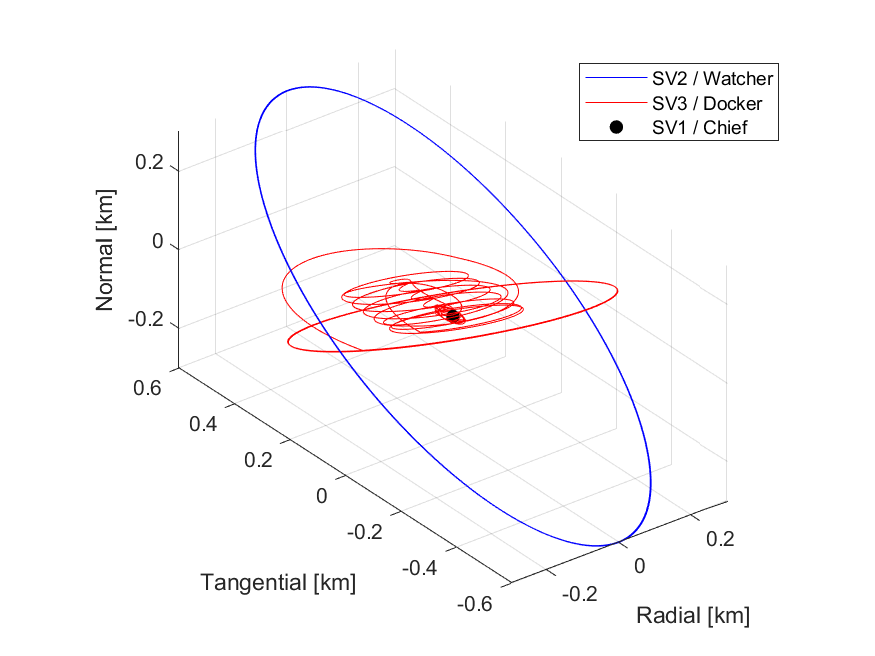 SV2 / Watcher
SV3 / Docker
SV1 / Chief
Normal [km]
0.2
0
-0.2
0.6
0.4
0.2
0
-0.2
-0.4
-0.6
Tangential [km]
-0.2
0
0.2
Radial [km]